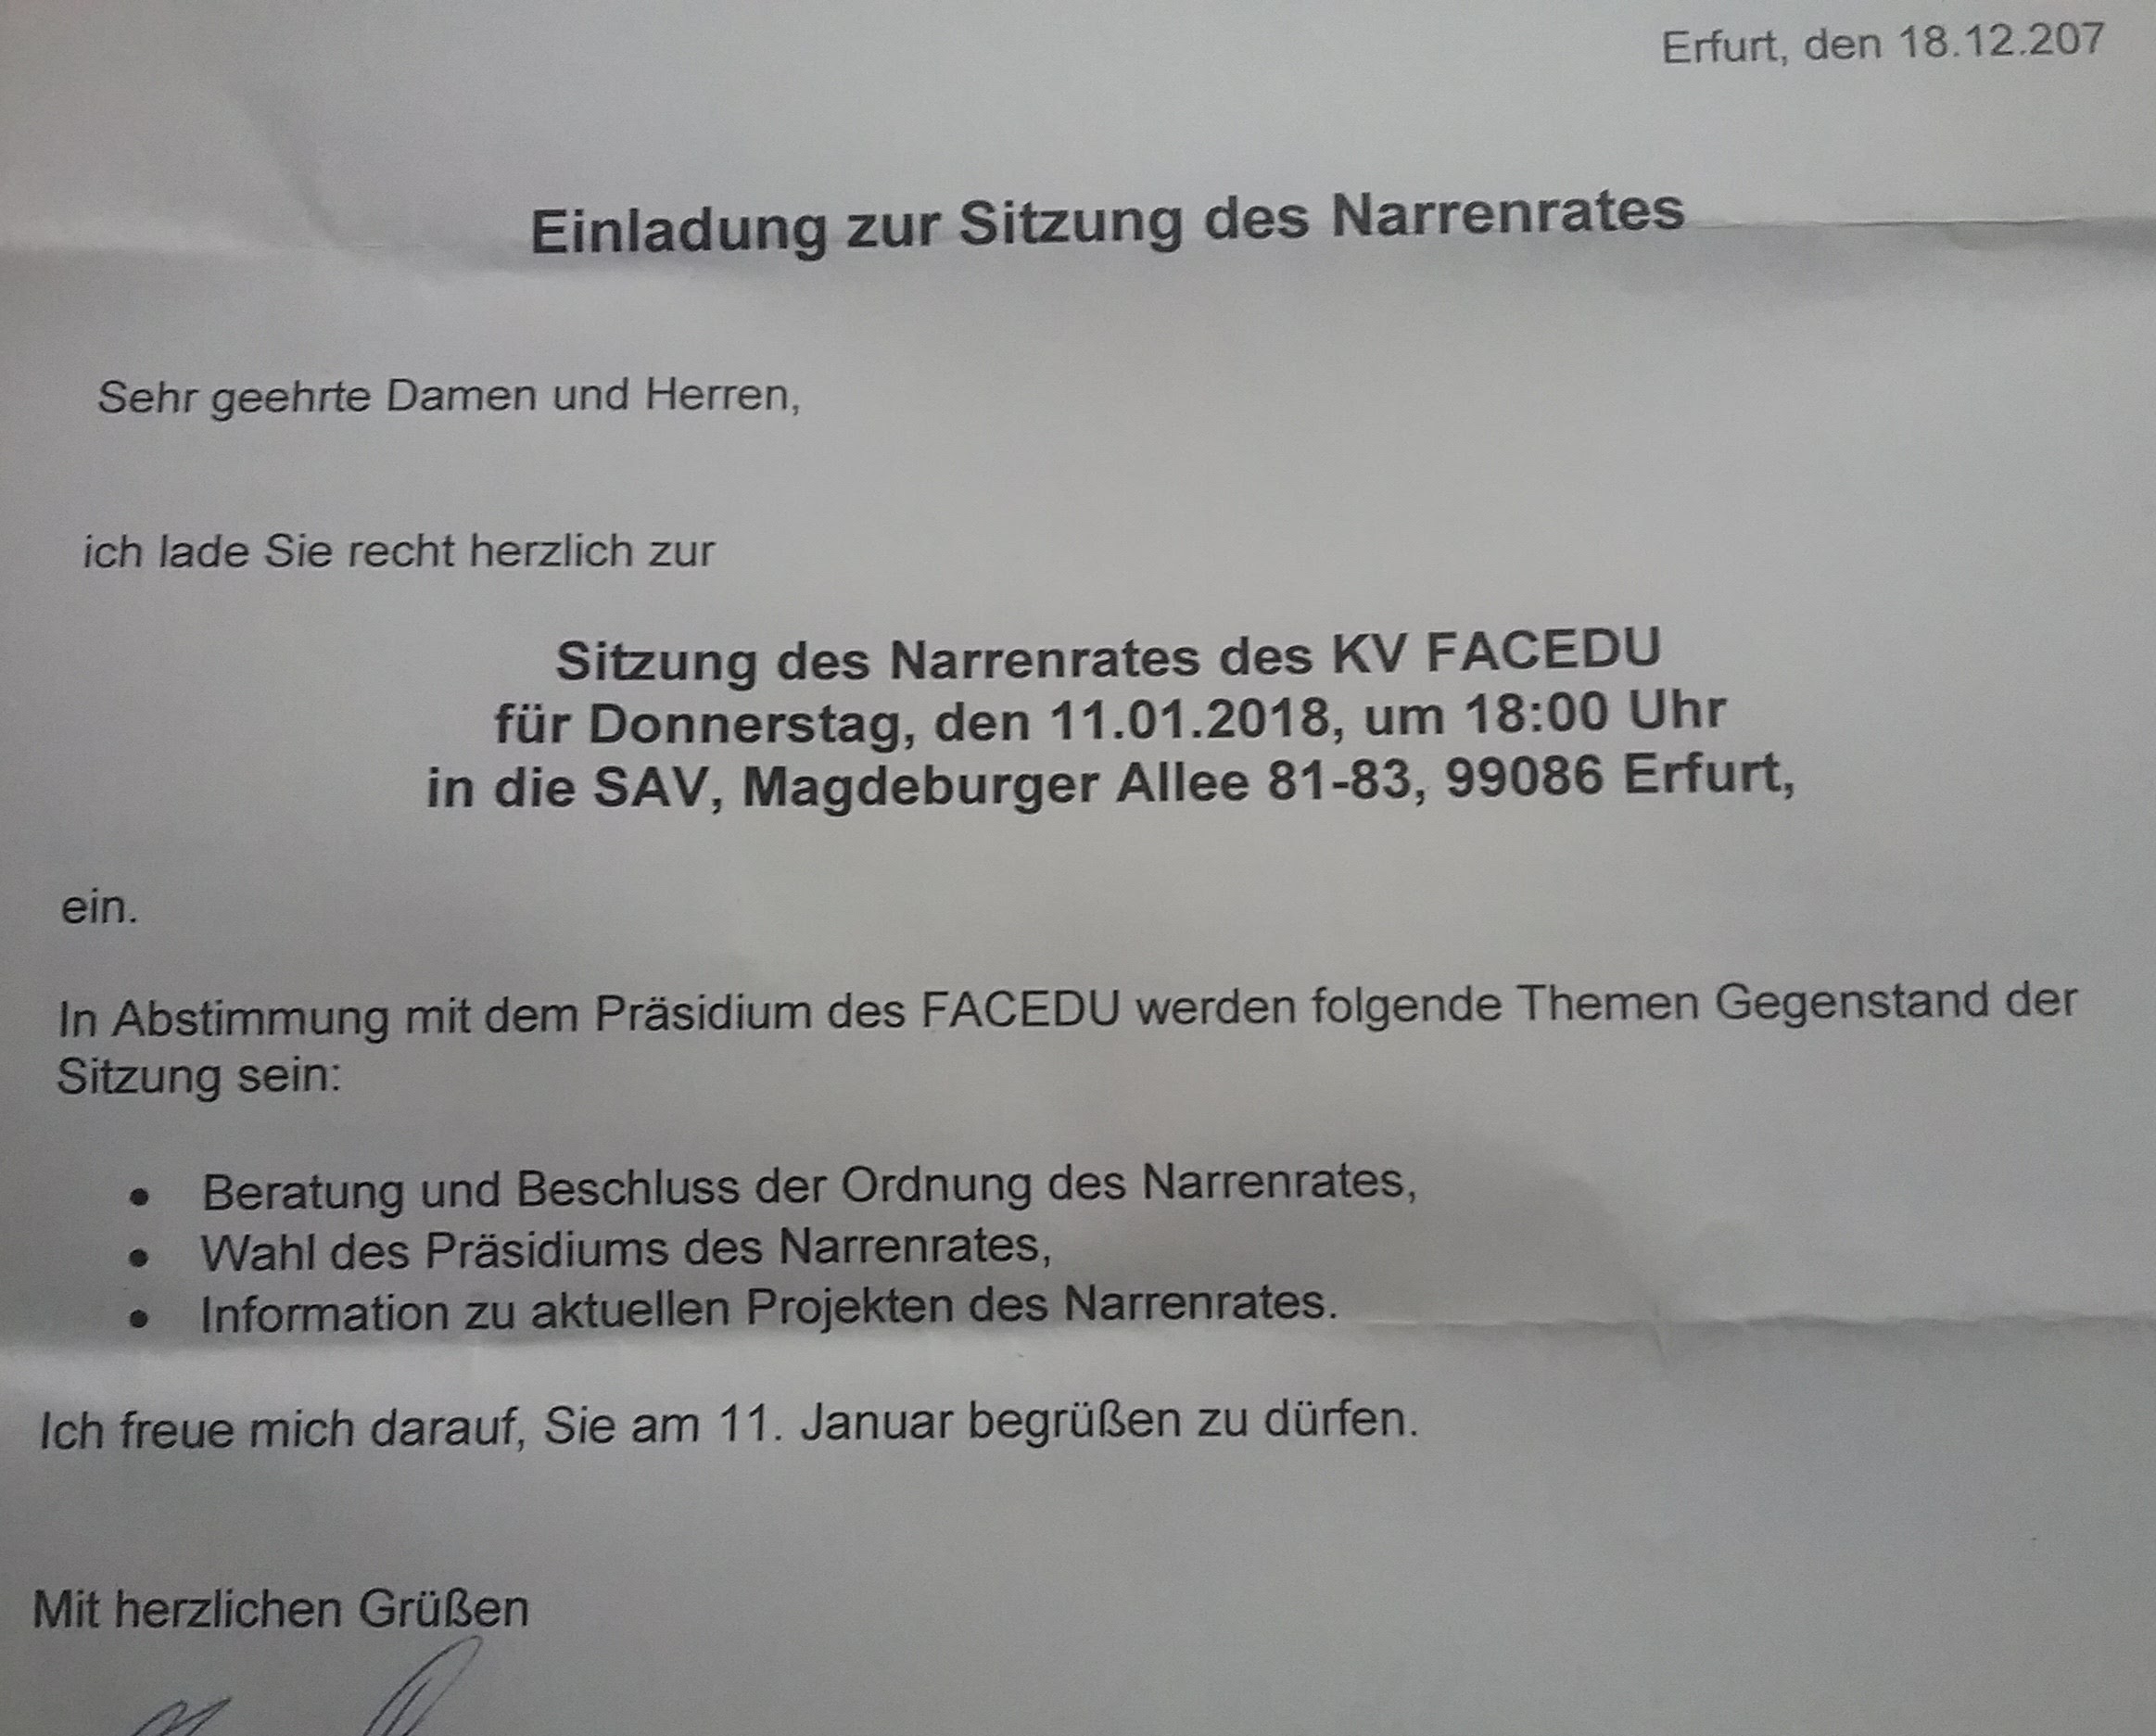 Erfurt, den 18.12.207
Einladung zur Sitzung des Narrenrates
Sehr geehrte Damen und Herren,
ich lade Sie recht herzlich zur
Sitzung des Narrenrates des KV FACEDU
für Donnerstag, den 11.01.2018, um 18:00 Uhr
in die SAV, Magdeburger Allee 81-83, 99086 Erfurt,
ein.
In Abstimmung mit dem Präsidium des FACEDU werden folgende Themen Gegenstand der
Sitzung sein:
• Beratung und Beschluss der Ordnung des Narrenrates,
• Wahl des Präsidiums des Narrenrates,
• Information zu aktuellen Projekten des Narrenrates.
Ich freue mich darauf, Sie am 11. Januar begrüßen zu dürfen.
Mit herzlichen Grüßen